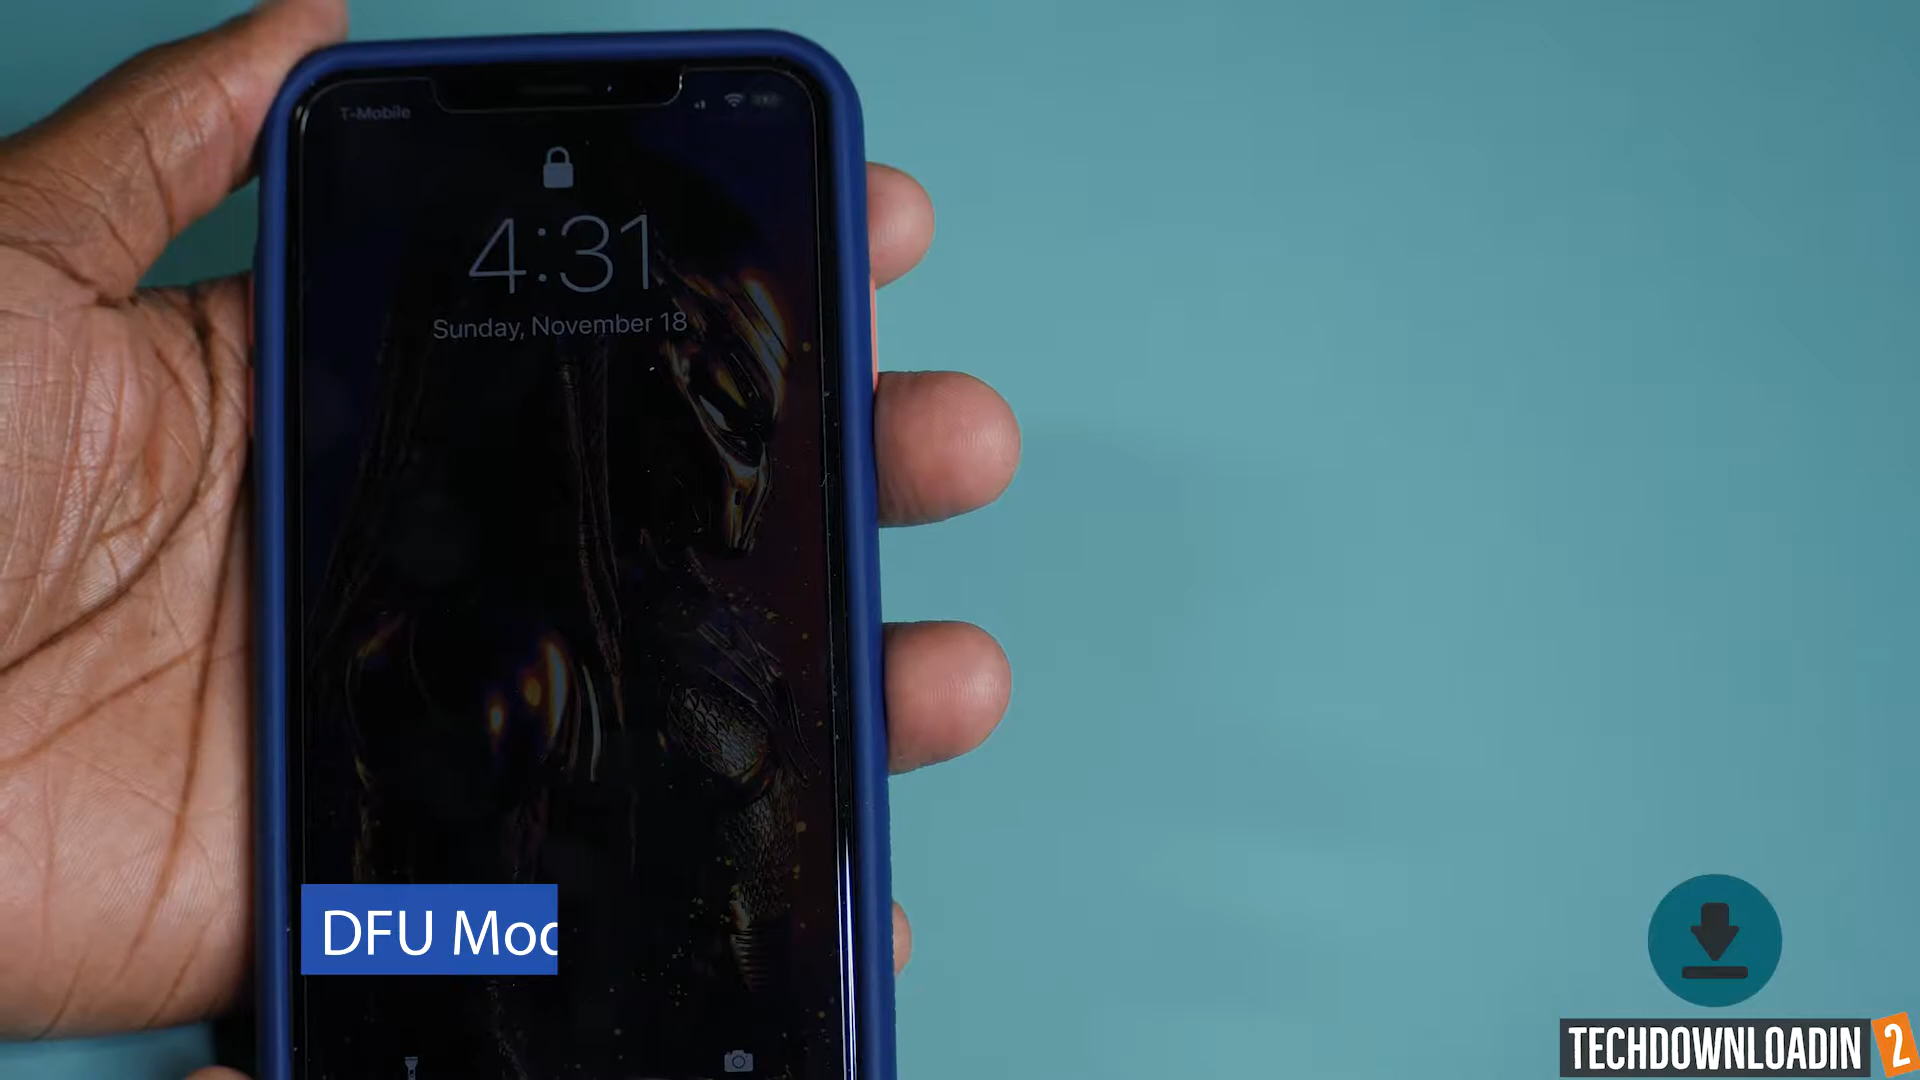 T-Mobile
4:31
Sunday, November 18
DFU Moc
TECHDOWNLOADIN 2